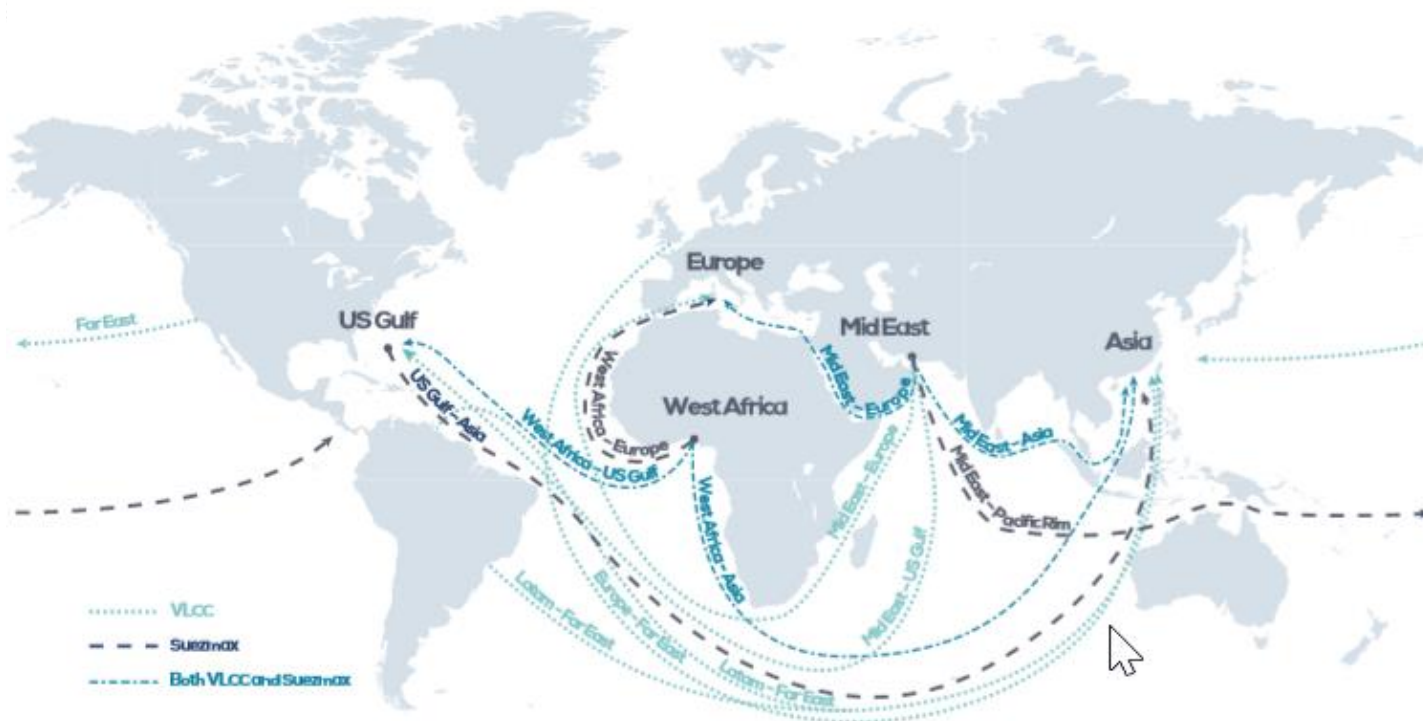 Europe
Far East
US Gulf
Mid East
Asia
West Africa
West Africa - Europe
Mid East - Europe
US Gulf - Asia
West Africa - US Gulf
Mid East - Asia
Mid East - Europe
Mid East - Pacific Rim
West Africa - Asia
Mid East - US Gulf
Latam - Far East
Europe - Far East
Latam - Far East
VLCC
Suezmax
Both VLCC and Suezmax